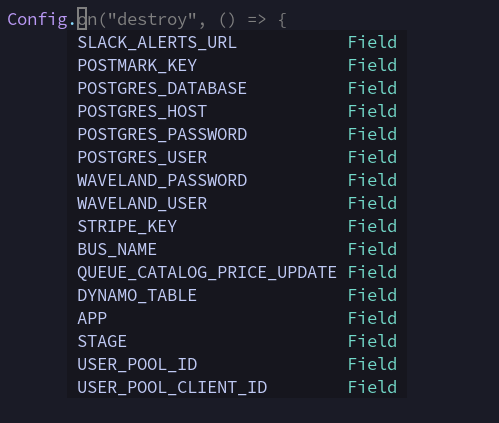 Config.on("destroy", () => {
SLACK_ALERTS_URL Field
POSTMARK_KEY Field
POSTGRES_DATABASE Field
POSTGRES_HOST Field
POSTGRES_PASSWORD Field
POSTGRES_USER Field
WAVELAND_PASSWORD Field
WAVELAND_USER Field
STRIPE_KEY Field
BUS_NAME Field
QUEUE_CATALOG_PRICE_UPDATE Field
DYNAMO_TABLE Field
APP Field
STAGE Field
USER_POOL_ID Field
USER_POOL_CLIENT_ID Field